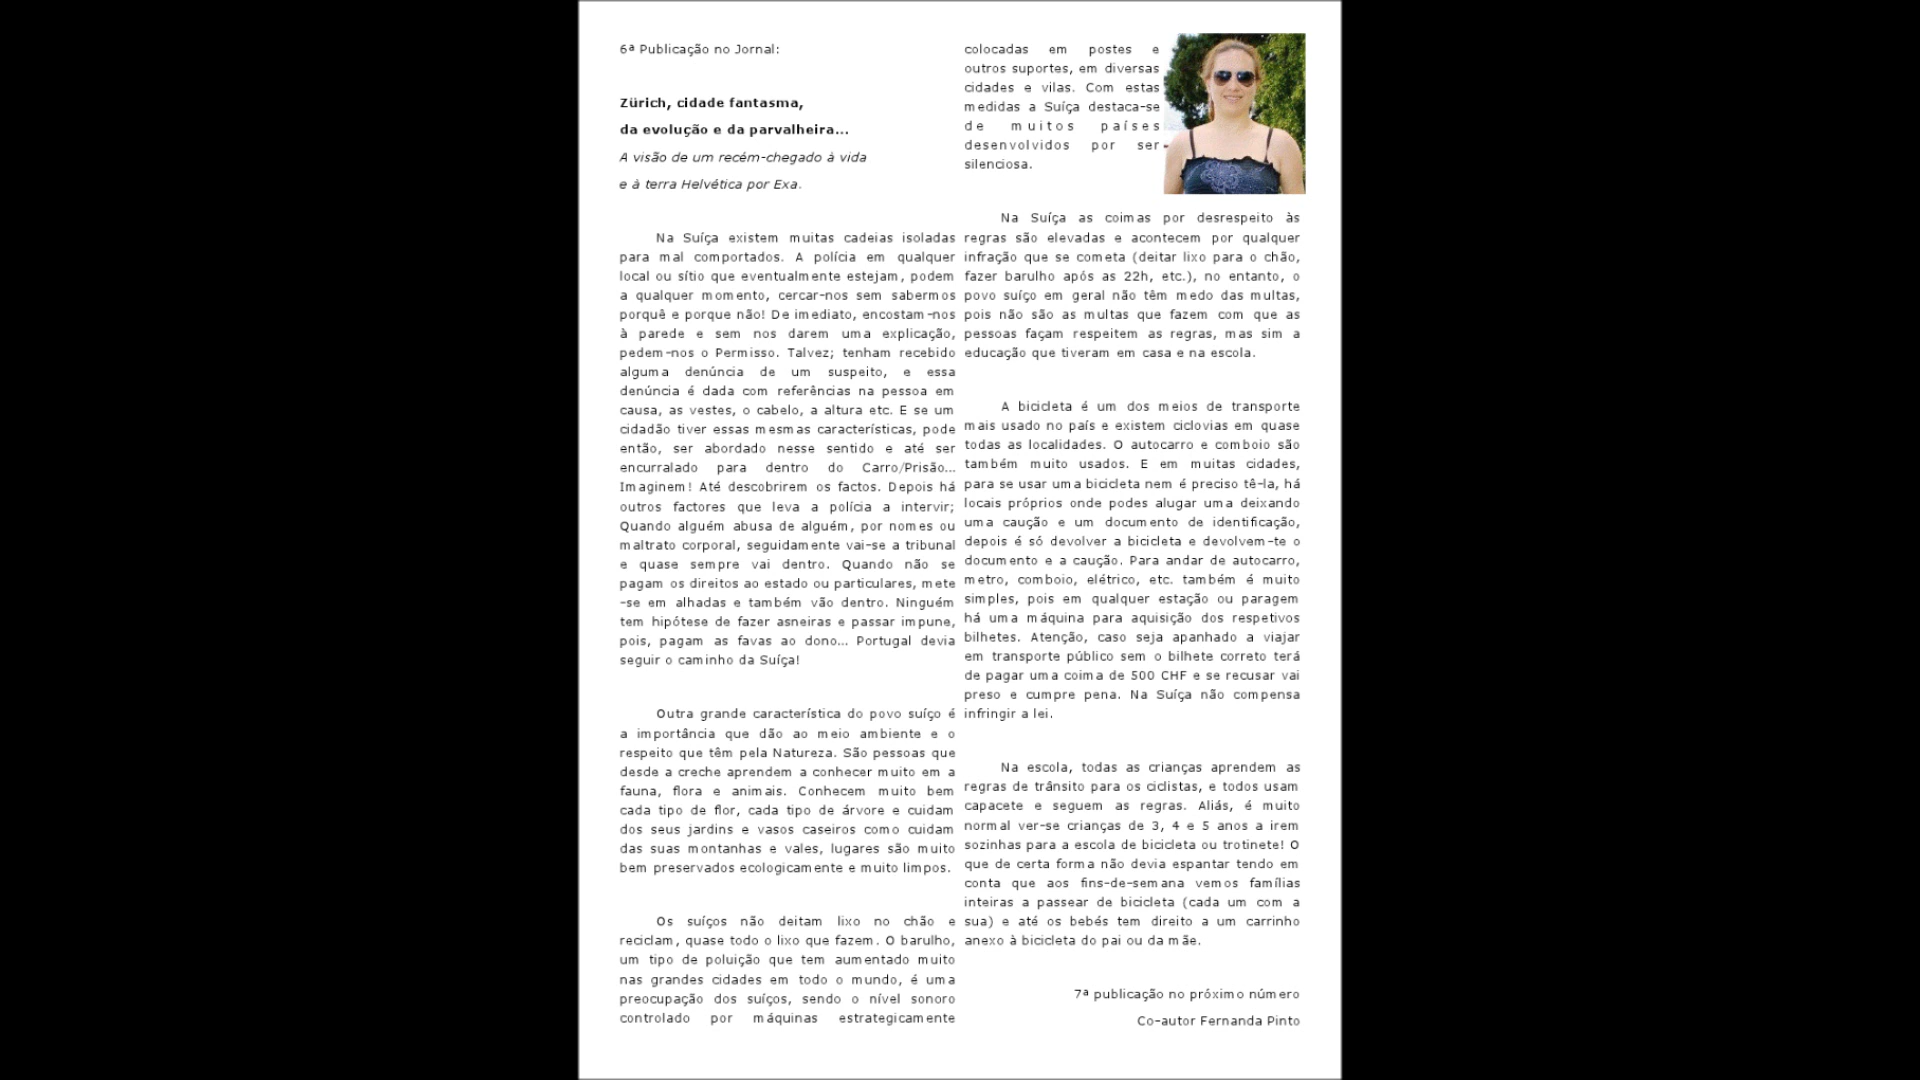 6ª Publicação no Jornal:
Zürich, cidade fantasma,
da evolução e da parvalheira...
A visão de um recém-chegado à vida
e à terra Helvética por Exa.
Na Suíça existem muitas cadeias isoladas
para mal comportados. A polícia em qualquer
local ou sítio que eventualmente estejam, podem
a qualquer momento, cercar-nos sem sabermos
porquê e porque não! De imediato, encostam-nos
à parede e sem nos darem uma explicação,
pedem-nos o Permisso. Talvez; tenham recebido
alguma denúncia de um suspeito, e essa
denúncia é dada com referências na pessoa em
causa, as vestes, o cabelo, a altura etc. E se um
cidadão tiver essas mesmas características, pode
então, ser abordado nesse sentido e até ser
encurralado para dentro do Carro/Prisão...
Imaginem! Até descobrirem os factos. Depois há
outros factores que leva a polícia a intervir;
Quando alguém abusa de alguém, por nomes ou
maltrato corporal, seguidamente vai-se a tribunal
e quase sempre vai dentro. Quando não se
pagam os direitos ao estado ou particulares, mete
-se em alhadas e também vão dentro. Ninguém
tem hipótese de fazer asneiras e passar impune,
pois, pagam as favas ao dono... Portugal devia
seguir o caminho da Suíça!
Outra grande característica do povo suíço é
a importância que dão ao meio ambiente e o
respeito que têm pela Natureza. São pessoas que
desde a creche aprendem a conhecer muito em a
fauna, flora e animais. Conhecem muito bem
cada tipo de flor, cada tipo de árvore e cuidam
dos seus jardins e vasos caseiros como cuidam
das suas montanhas e vales, lugares são muito
bem preservados ecologicamente e muito limpos.
Os suíços não deitam lixo no chão e
reciclam, quase todo o lixo que fazem. O barulho,
um tipo de poluição que tem aumentado muito
nas grandes cidades em todo o mundo, é uma
preocupação dos suíços, sendo o nível sonoro
controlado por máquinas estrategicamente
colocadas em postes e
outros suportes, em diversas
cidades e vilas. Com estas
medidas a Suíça destaca-se
de muitos países
desenvolvidos por ser
silenciosa.
Na Suíça as coimas por desrespeito às
regras são elevadas e acontecem por qualquer
infração que se cometa (deitar lixo para o chão,
fazer barulho após as 22h, etc.), no entanto, o
povo suíço em geral não têm medo das multas,
pois não são as multas que fazem com que as
pessoas façam respeitem as regras, mas sim a
educação que tiveram em casa e na escola.
A bicicleta é um dos meios de transporte
mais usado no país e existem ciclovias em quase
todas as localidades. O autocarro e comboio são
também muito usados. E em muitas cidades,
para se usar uma bicicleta nem é preciso tê-la, há
locais próprios onde podes alugar uma deixando
uma caução e um documento de identificação,
depois é só devolver a bicicleta e devolvem-te o
documento e a caução. Para andar de autocarro,
metro, comboio, elétrico, etc. também é muito
simples, pois em qualquer estação ou paragem
há uma máquina para aquisição dos respetivos
bilhetes. Atenção, caso seja apanhado a viajar
em transporte público sem o bilhete correto terá
de pagar uma coima de 500 CHF e se recusar vai
preso e cumpre pena. Na Suíça não compensa
infringir a lei.
Na escola, todas as crianças aprendem as
regras de trânsito para os ciclistas, e todos usam
capacete e seguem as regras. Aliás, é muito
normal ver-se crianças de 3, 4 e 5 anos a irem
sozinhas para a escola de bicicleta ou trotinete! O
que de certa forma não devia espantar tendo em
conta que aos fins-de-semana vemos famílias
inteiras a passear de bicicleta (cada um com a
sua) e até os bebés tem direito a um carrinho
anexo à bicicleta do pai ou da mãe.
7ª publicação no próximo número
Co-autor Fernanda Pinto